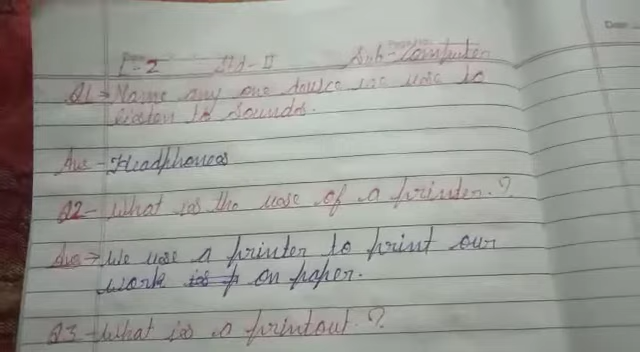 L-2 Std-II Sub-Computer
Q1→Name any one device we use to
listen to sounds.
Ans-Headphones
Q2-What is the use of a printer.?
Ans→We use a printer to print our
work on paper.
Q3-What is a printout.?
Date